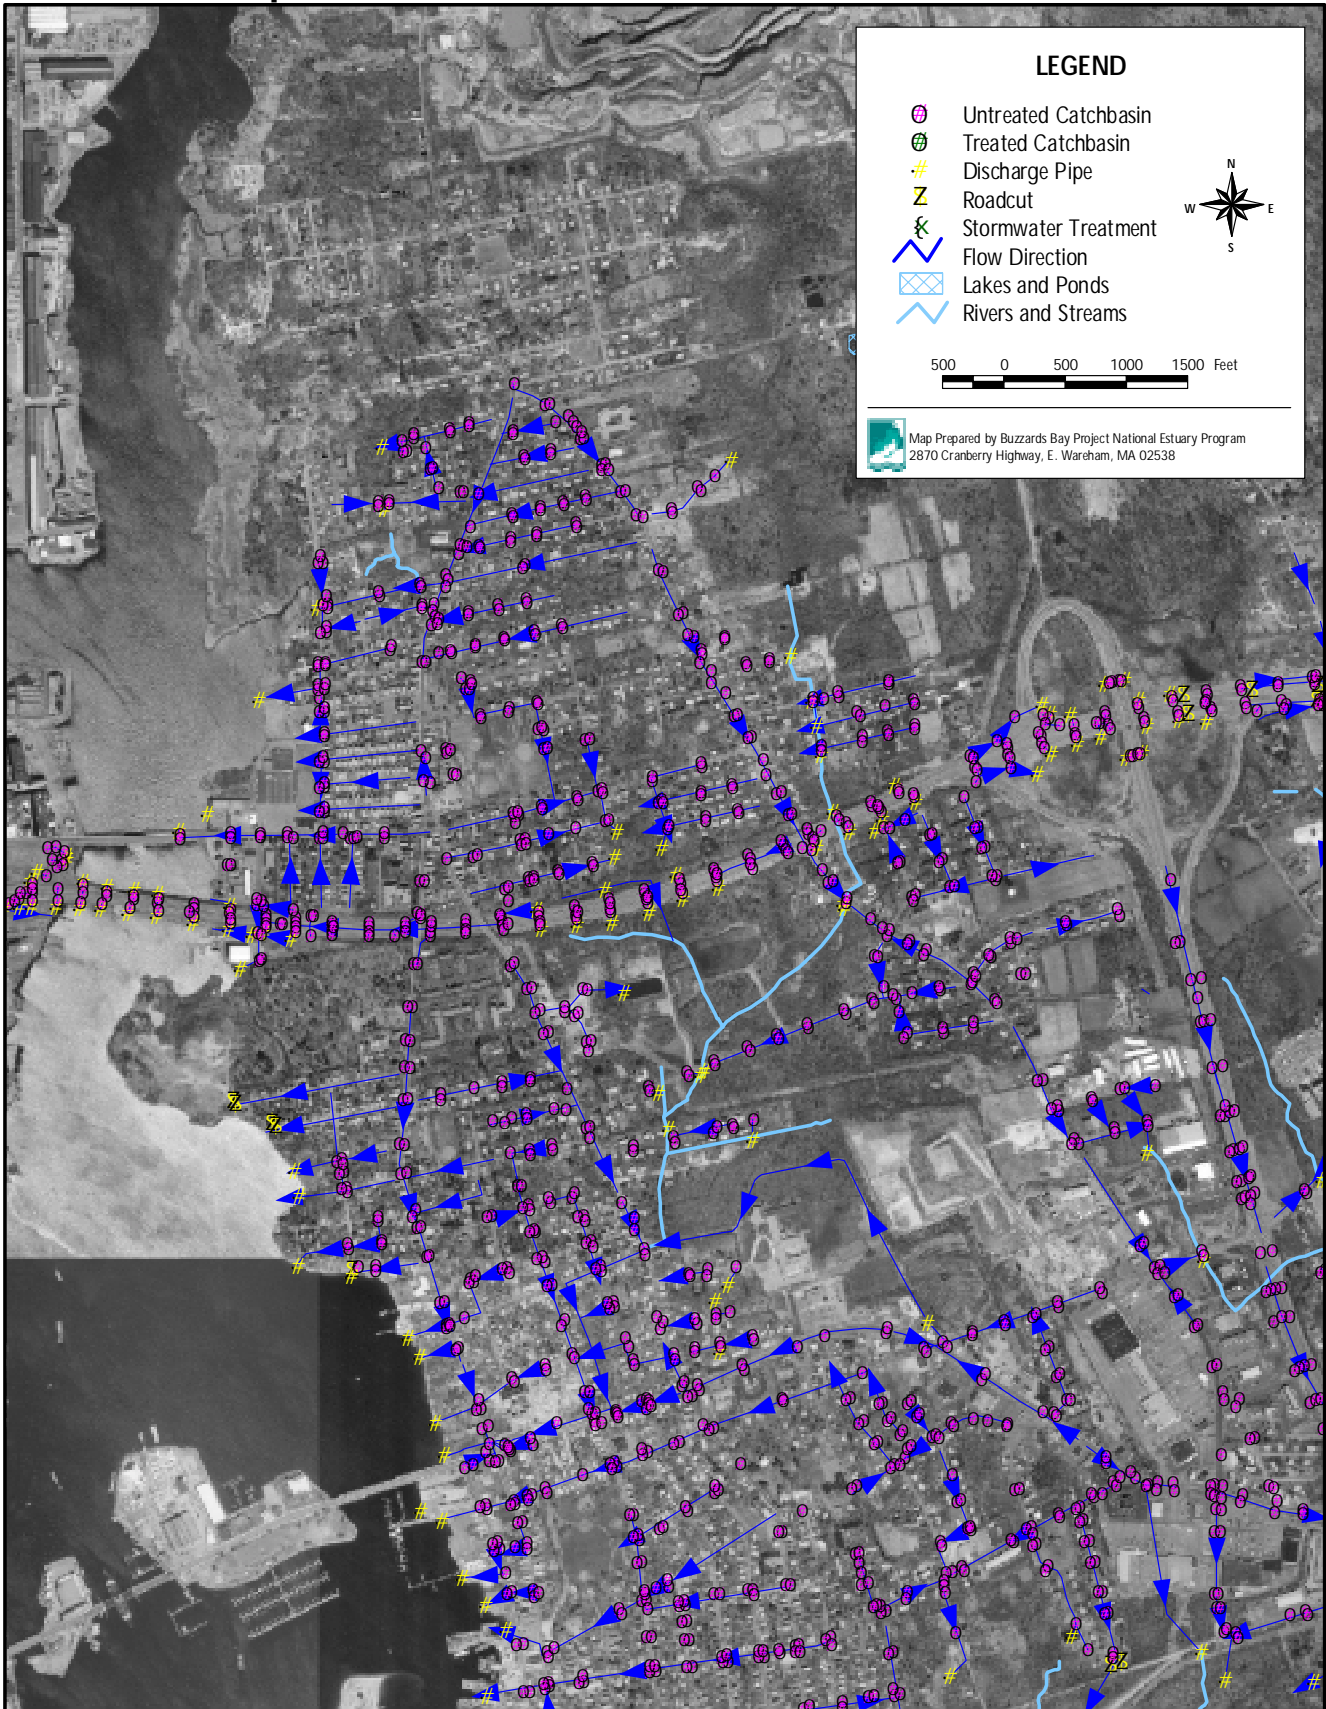 LEGEND
Untreated Catchbasin
Treated Catchbasin
Discharge Pipe
Roadcut
Stormwater Treatment
Flow Direction
Lakes and Ponds
Rivers and Streams
N
W E
S
500 0 500 1000 1500 Feet
Map Prepared by Buzzards Bay Project National Estuary Program
2870 Cranberry Highway, E. Wareham, MA 02538